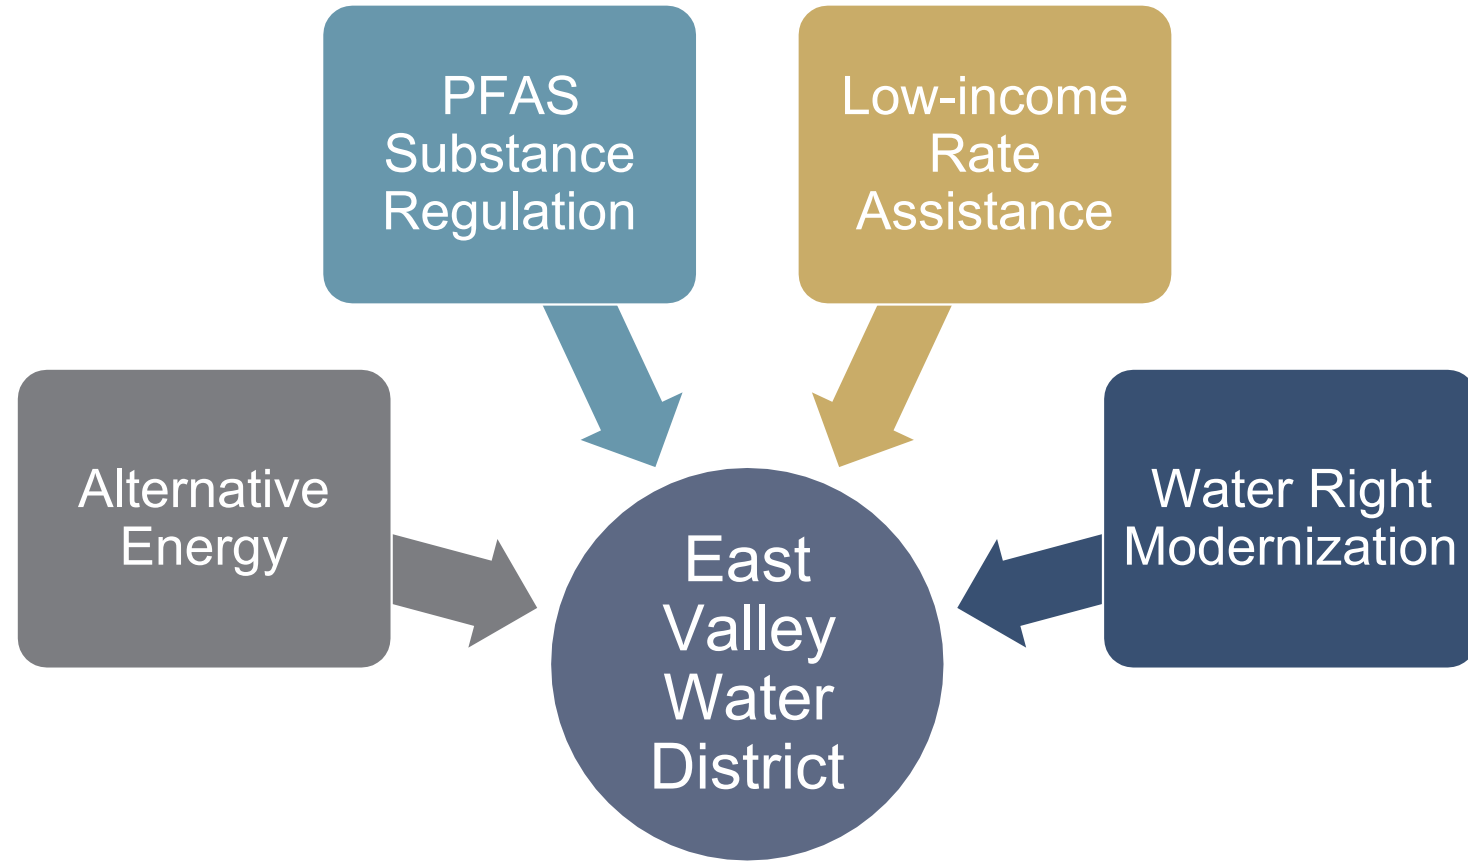 PFAS
Substance
Regulation
Low-income
Rate
Assistance
Alternative
Energy
Water Right
Modernization
East
Valley
Water
District